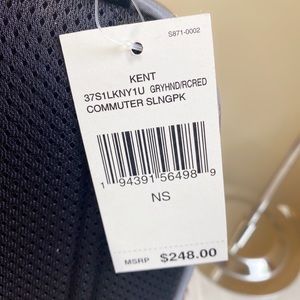 S871-0002
KENT
37S1LKNY1U GRYHND/RCRED
COMMUTER SLNGPK
1 94391 56498 9
NS
MSRP $248.00